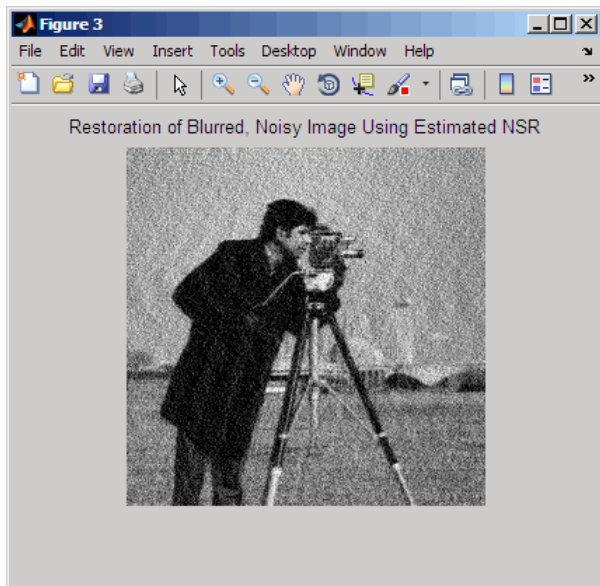 Figure 3
File Edit View Insert Tools Desktop Window Help
Restoration of Blurred, Noisy Image Using Estimated NSR